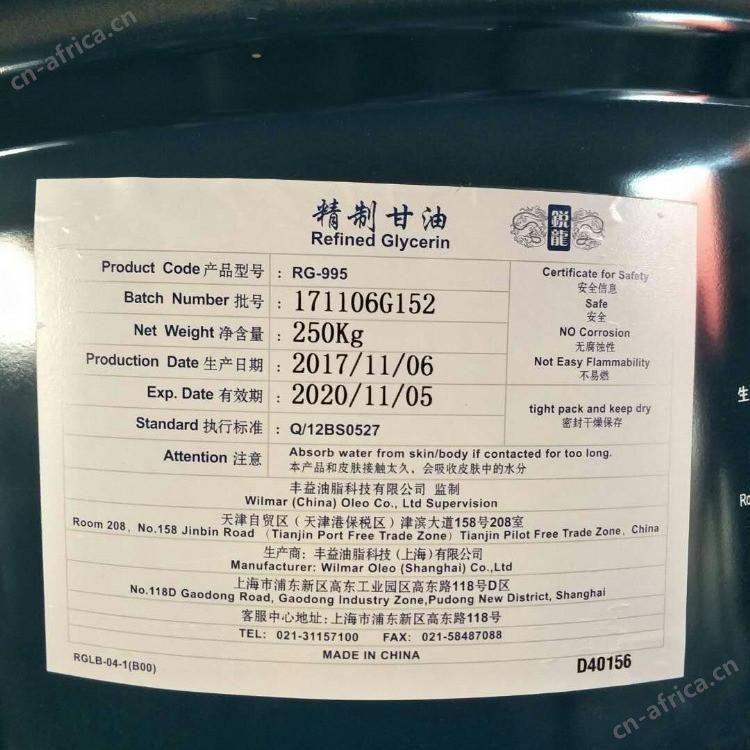 cn-africa.cn
精制甘油
Refined Glycerin
鋭龍
Product Code 产品型号 : RG-995
Batch Number 批号 : 171106G152
Net Weight 净含量 : 250Kg
Production Date 生产日期 : 2017/11/06
Exp. Date 有效期 : 2020/11/05
Standard 执行标准 : Q/12BS0527
Certificate for Safety
安全信息
Safe
安全
NO Corrosion
无腐蚀性
Not Easy Flammability
不易燃
tight pack and keep dry
密封干燥保存
Attention 注意 : Absorb water from skin/body if contacted for too long.
本产品和皮肤接触太久，会吸收皮肤中的水分
丰益油脂科技有限公司 监制
Wilmar (China) Oleo Co., Ltd Supervision
天津自贸区（天津港保税区）津滨大道158号208室
Room 208, No.158 Jinbin Road （Tianjin Port Free Trade Zone）Tianjin Pilot Free Trade Zone, China
生产商：丰益油脂科技（上海）有限公司
Manufacturer: Wilmar Oleo (Shanghai) Co.,Ltd
上海市浦东新区高东工业园区高东路118号D区
No.118D Gaodong Road, Gaodong Industry Zone,Pudong New District, Shanghai
客服中心地址：上海市浦东新区高东路118号
TEL: 021-31157100 FAX: 021-58487088
MADE IN CHINA
RGLB-04-1(B00)
D40156
生
Ro
cn-africa.cn